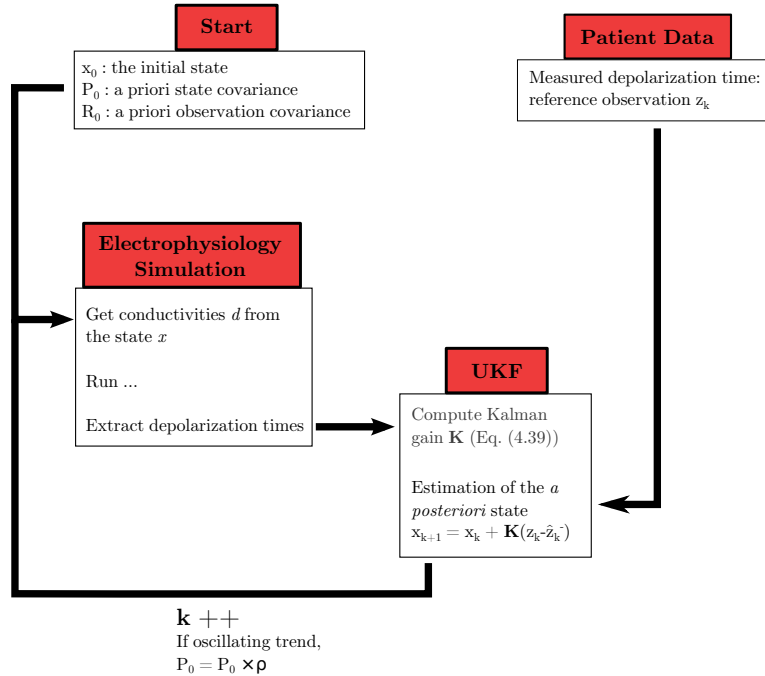 Start
x₀ : the initial state
P₀ : a priori state covariance
R₀ : a priori observation covariance
Patient Data
Measured depolarization time:
reference observation zₖ
Electrophysiology
Simulation
Get conductivities d from
the state x
Run ...
Extract depolarization times
UKF
Compute Kalman
gain K (Eq. (4.39))
Estimation of the a
posteriori state
xₖ₊₁ = xₖ + K(zₖ-ẑₖ⁻)
k ++
If oscillating trend,
P₀ = P₀ ×ρ